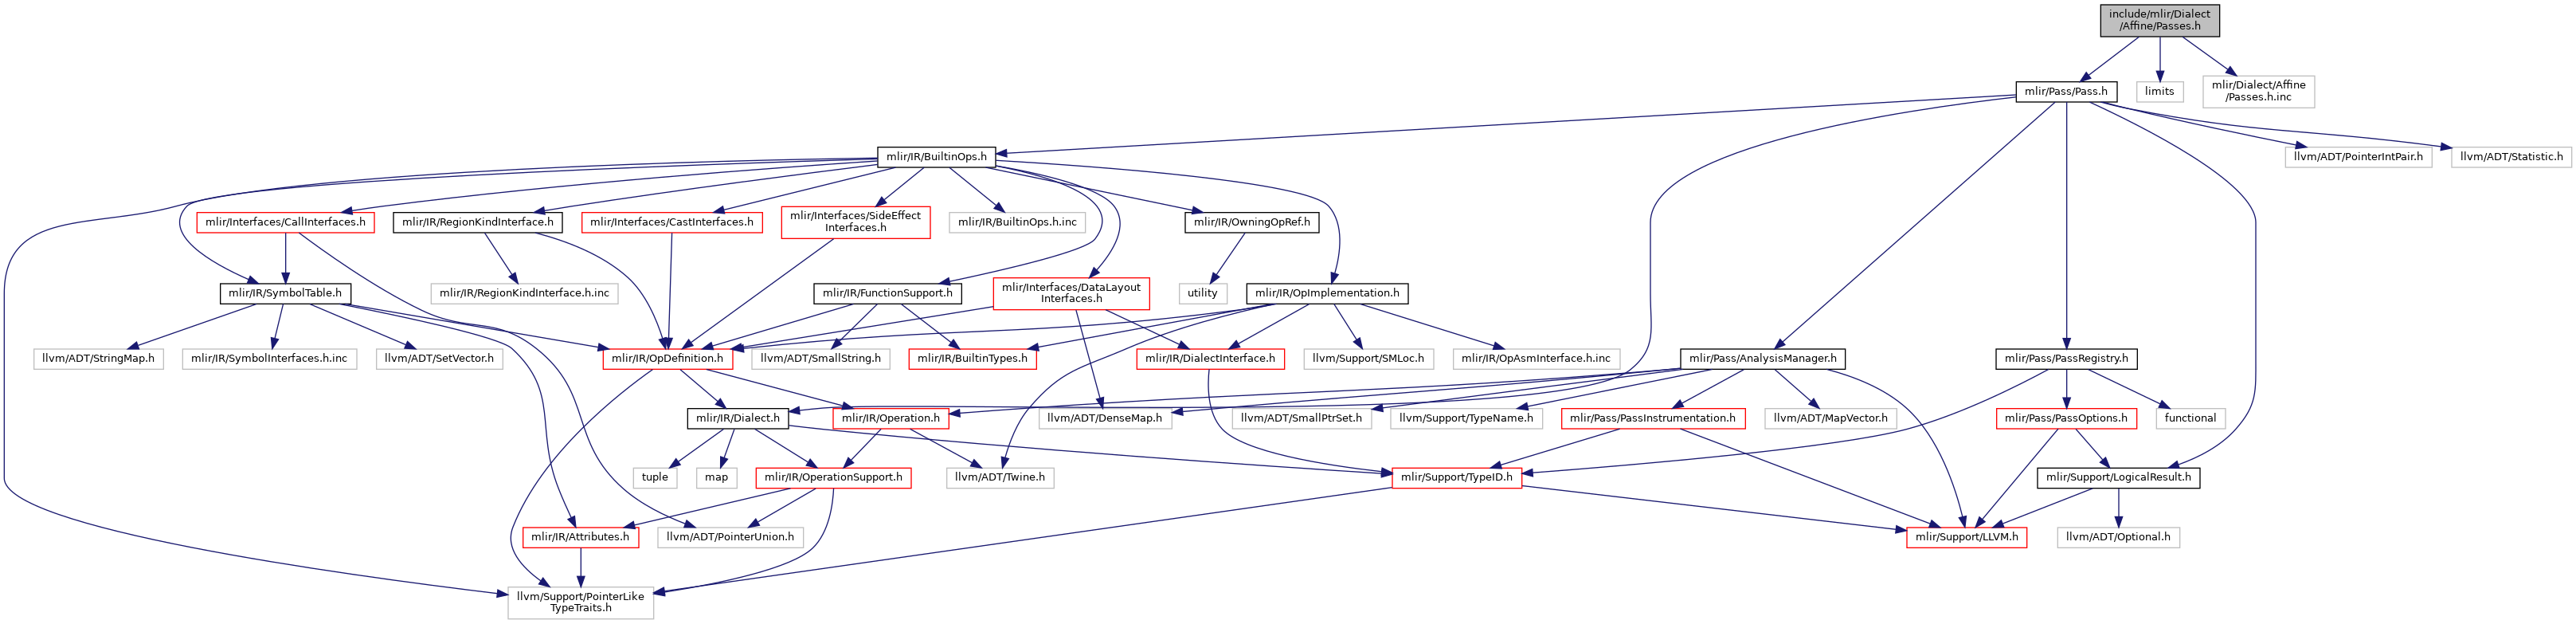 include/mlir/Dialect
/Affine/Passes.h
mlir/Pass/Pass.h
limits
mlir/Dialect/Affine
/Passes.h.inc
mlir/IR/BuiltinOps.h
llvm/ADT/PointerIntPair.h
llvm/ADT/Statistic.h
mlir/Interfaces/CallInterfaces.h
mlir/IR/RegionKindInterface.h
mlir/Interfaces/CastInterfaces.h
mlir/Interfaces/SideEffect
Interfaces.h
mlir/IR/BuiltinOps.h.inc
mlir/IR/OwningOpRef.h
mlir/IR/SymbolTable.h
mlir/IR/RegionKindInterface.h.inc
mlir/IR/FunctionSupport.h
mlir/Interfaces/DataLayout
Interfaces.h
utility
mlir/IR/OpImplementation.h
llvm/ADT/StringMap.h
mlir/IR/SymbolInterfaces.h.inc
llvm/ADT/SetVector.h
mlir/IR/OpDefinition.h
llvm/ADT/SmallString.h
mlir/IR/BuiltinTypes.h
mlir/IR/DialectInterface.h
llvm/Support/SMLoc.h
mlir/IR/OpAsmInterface.h.inc
mlir/Pass/AnalysisManager.h
mlir/Pass/PassRegistry.h
mlir/IR/Dialect.h
mlir/IR/Operation.h
llvm/ADT/DenseMap.h
llvm/ADT/SmallPtrSet.h
llvm/Support/TypeName.h
mlir/Pass/PassInstrumentation.h
llvm/ADT/MapVector.h
mlir/Pass/PassOptions.h
functional
tuple
map
mlir/IR/OperationSupport.h
llvm/ADT/Twine.h
mlir/Support/TypeID.h
mlir/Support/LogicalResult.h
mlir/IR/Attributes.h
llvm/ADT/PointerUnion.h
mlir/Support/LLVM.h
llvm/ADT/Optional.h
llvm/Support/PointerLike
TypeTraits.h